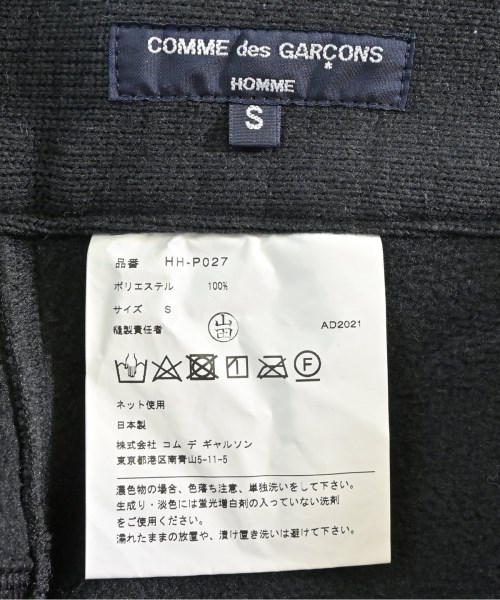 COMME des GARÇONS
HOMME
S
品番 HH-P027
ポリエステル 100%
サイズ S
縫製責任者 山田 AD2021
F
ネット使用
日本製
株式会社 コム デ ギャルソン
東京都港区南青山5-11-5
濃色物の場合、色落ち注意、単独洗いをして下さい。
生成り・淡色には蛍光増白剤の入っていない洗剤
をご使用ください。
濡れたままの放置や、漬け置き洗いは避けて下さい。